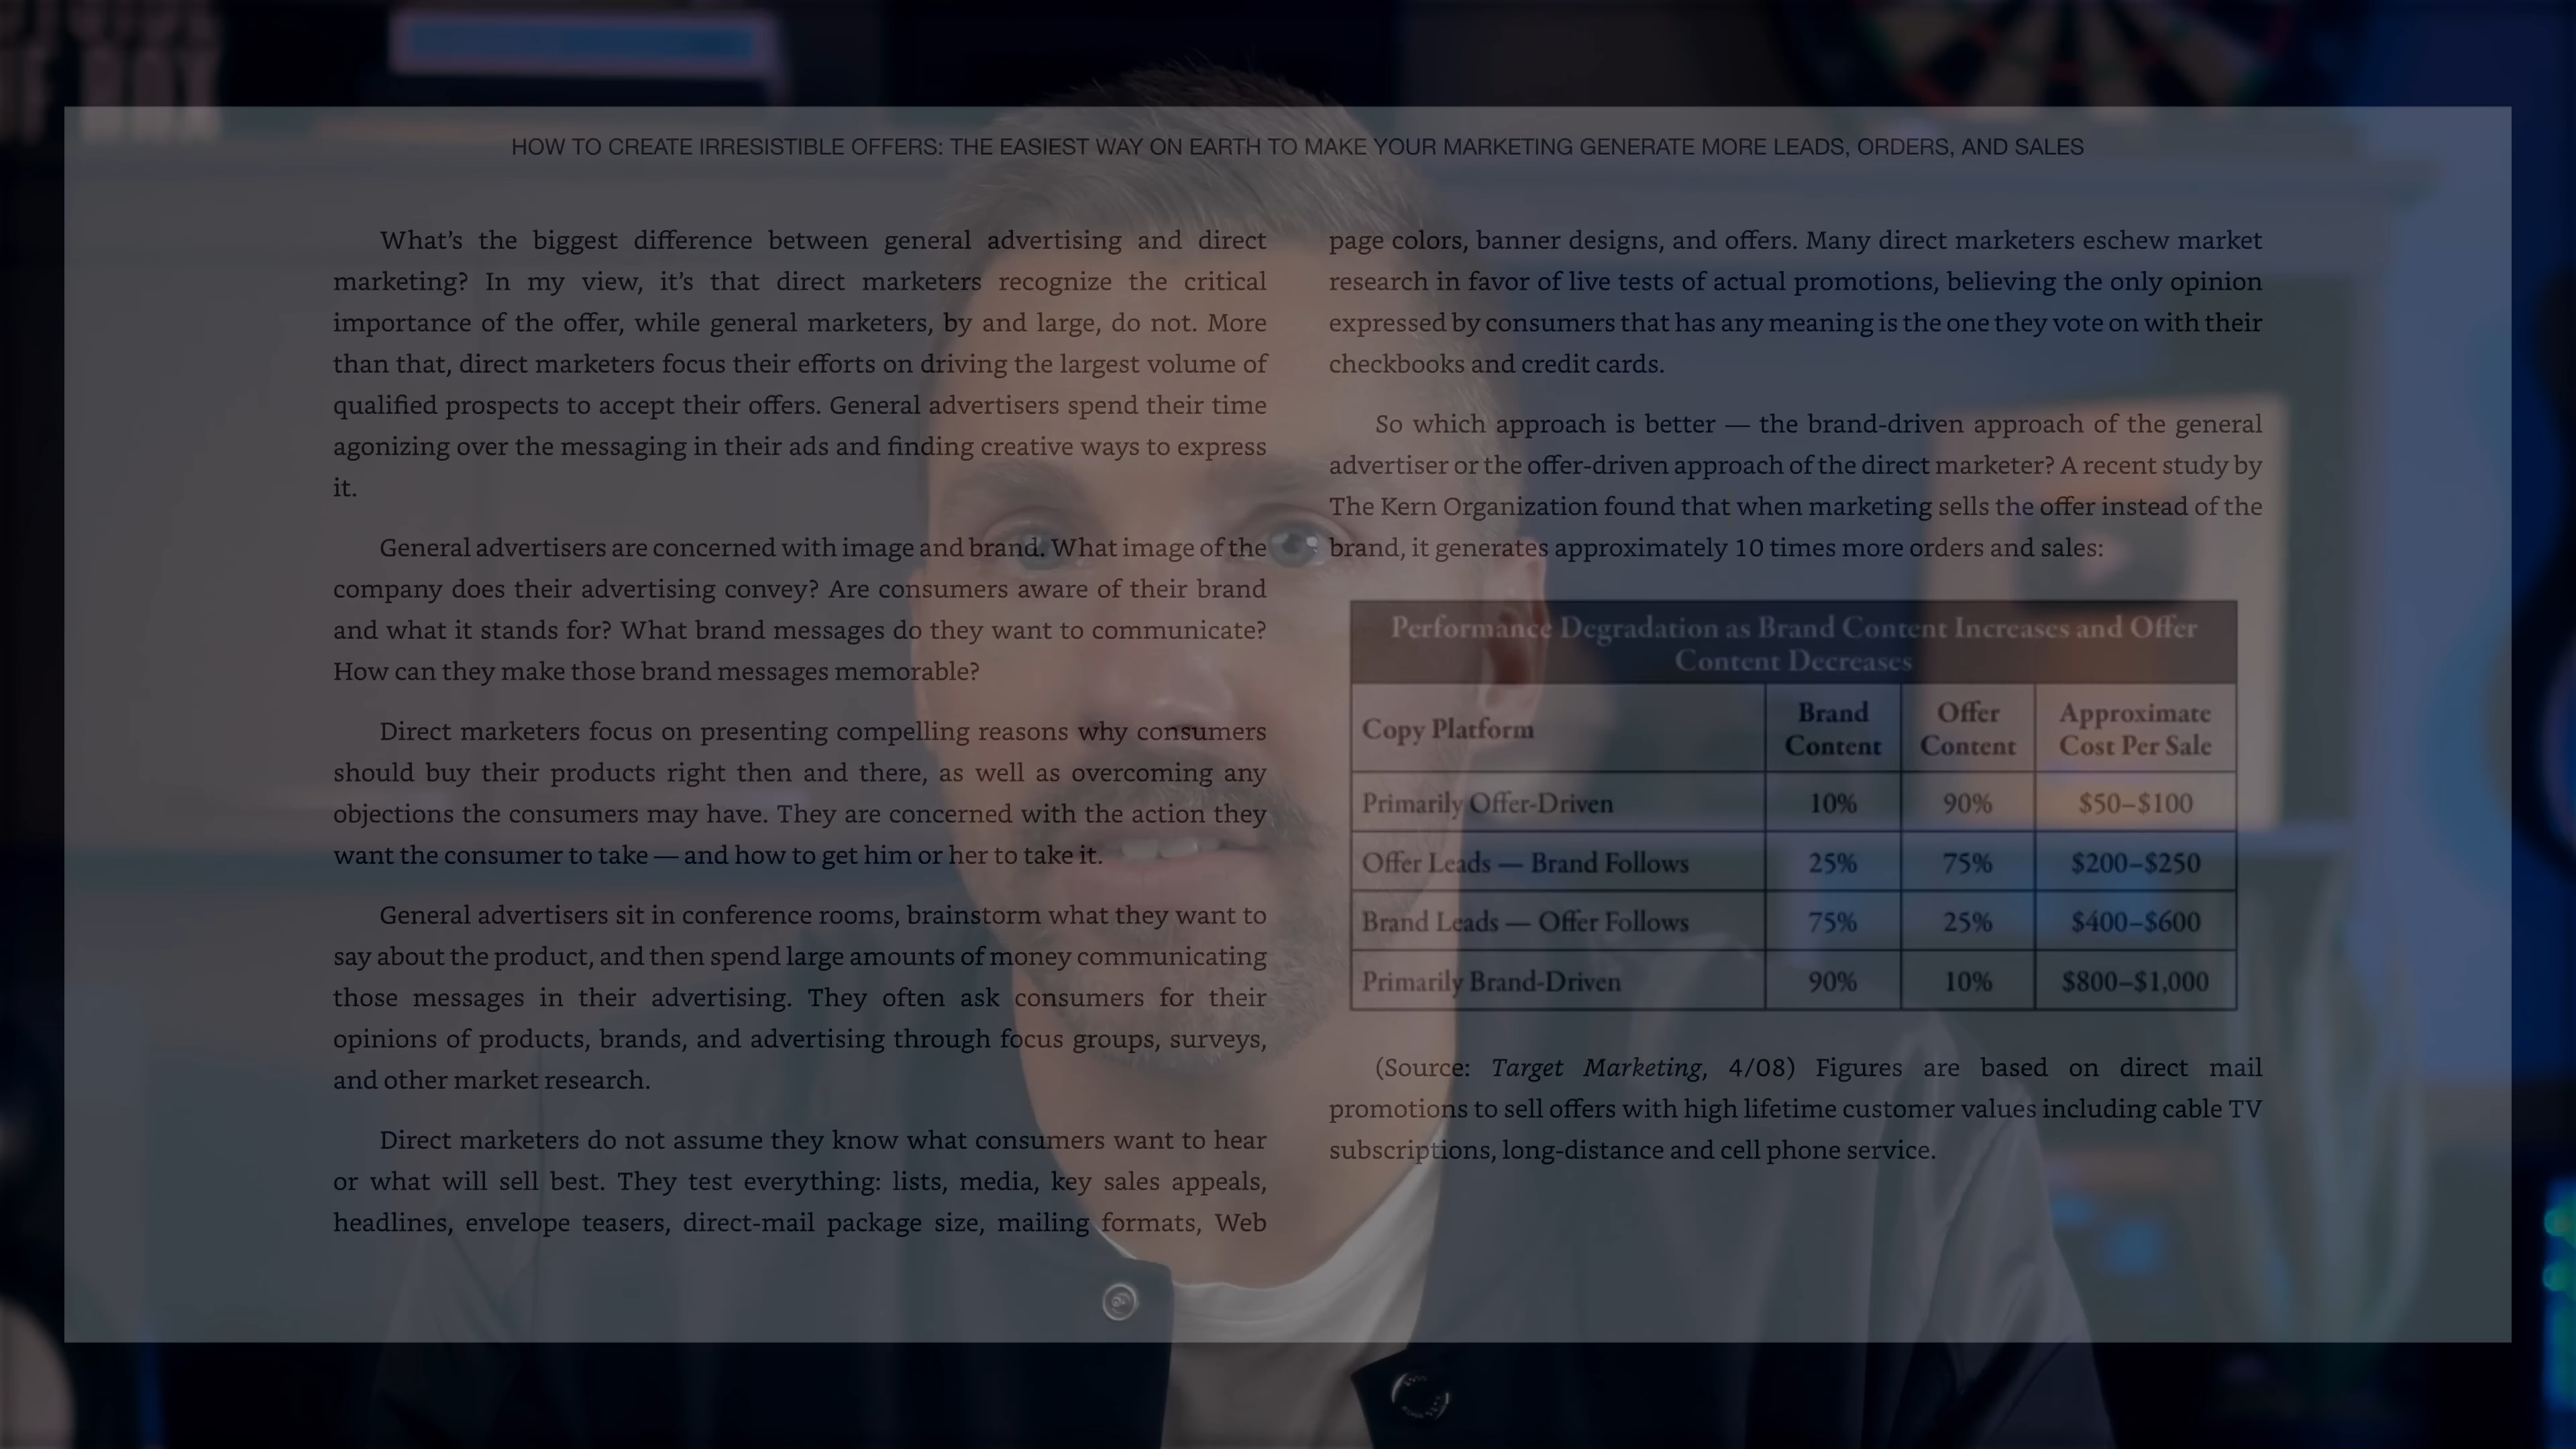 HOW TO CREATE IRRESISTIBLE OFFERS: THE EASIEST WAY ON EARTH TO MAKE YOUR MARKETING GENERATE MORE LEADS, ORDERS, AND SALES
What’s the biggest difference between general advertising and direct
marketing? In my view, it’s that direct marketers recognize the critical
importance of the offer, while general marketers, by and large, do not. More
than that, direct marketers focus their efforts on driving the largest volume of
qualified prospects to accept their offers. General advertisers spend their time
agonizing over the messaging in their ads and finding creative ways to express
it.
General advertisers are concerned with image and brand. What image of the
company does their advertising convey? Are consumers aware of their brand
and what it stands for? What brand messages do they want to communicate?
How can they make those brand messages memorable?
Direct marketers focus on presenting compelling reasons why consumers
should buy their products right then and there, as well as overcoming any
objections the consumers may have. They are concerned with the action they
want the consumer to take — and how to get him or her to take it.
General advertisers sit in conference rooms, brainstorm what they want to
say about the product, and then spend large amounts of money communicating
those messages in their advertising. They often ask consumers for their
opinions of products, brands, and advertising through focus groups, surveys,
and other market research.
Direct marketers do not assume they know what consumers want to hear
or what will sell best. They test everything: lists, media, key sales appeals,
headlines, envelope teasers, direct-mail package size, mailing formats, Web
page colors, banner designs, and offers. Many direct marketers eschew market
research in favor of live tests of actual promotions, believing the only opinion
expressed by consumers that has any meaning is the one they vote on with their
checkbooks and credit cards.
So which approach is better — the brand-driven approach of the general
advertiser or the offer-driven approach of the direct marketer? A recent study by
The Kern Organization found that when marketing sells the offer instead of the
brand, it generates approximately 10 times more orders and sales:
Performance Degradation as Brand Content Increases and Offer
Content Decreases
Copy Platform Brand Content Offer Content Approximate Cost Per Sale
Primarily Offer-Driven 10% 90% $50–$100
Offer Leads — Brand Follows 25% 75% $200–$250
Brand Leads — Offer Follows 75% 25% $400–$600
Primarily Brand-Driven 90% 10% $800–$1,000
(Source: Target Marketing, 4/08) Figures are based on direct mail
promotions to sell offers with high lifetime customer values including cable TV
subscriptions, long-distance and cell phone service.